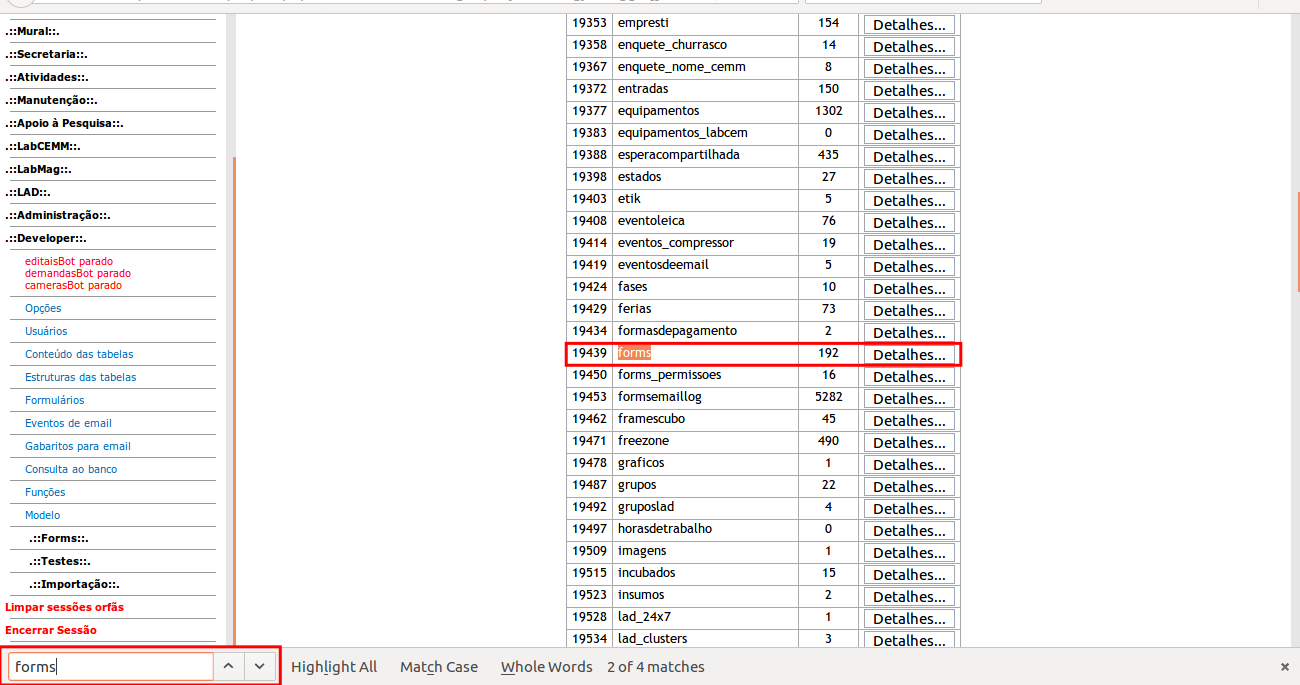 .::Mural::.
.::Secretaria::.
.::Atividades::.
.::Manutenção::.
.::Apoio à Pesquisa::.
.::LabCEMM::.
.::LabMag::.
.::LAD::.
.::Administração::.
.::Developer::.
editaisBot parado
demandasBot parado
camerasBot parado
Opções
Usuários
Conteúdo das tabelas
Estruturas das tabelas
Formulários
Eventos de email
Gabaritos para email
Consulta ao banco
Funções
Modelo
.::Forms::.
.::Testes::.
.::Importação::.
Limpar sessões orfãs
Encerrar Sessão
19353 empresti 154 Detalhes...
19358 enquete_churrasco 14 Detalhes...
19367 enquete_nome_cemm 8 Detalhes...
19372 entradas 150 Detalhes...
19377 equipamentos 1302 Detalhes...
19383 equipamentos_labcem 0 Detalhes...
19388 esperacompartilhada 435 Detalhes...
19398 estados 27 Detalhes...
19403 etik 5 Detalhes...
19408 eventoleica 76 Detalhes...
19414 eventos_compressor 19 Detalhes...
19419 eventosdeemail 5 Detalhes...
19424 fases 10 Detalhes...
19429 ferias 73 Detalhes...
19434 formasdepagamento 2 Detalhes...
19439 forms 192 Detalhes...
19450 forms_permissoes 16 Detalhes...
19453 formsemaillog 5282 Detalhes...
19462 framescubo 45 Detalhes...
19471 freezone 490 Detalhes...
19478 graficos 1 Detalhes...
19487 grupos 22 Detalhes...
19492 gruposlad 4 Detalhes...
19497 horasdetrabalho 0 Detalhes...
19509 imagens 1 Detalhes...
19515 incubados 15 Detalhes...
19523 insumos 2 Detalhes...
19528 lad_24x7 1 Detalhes...
19534 lad_clusters 3 Detalhes...
forms Highlight All Match Case Whole Words 2 of 4 matches